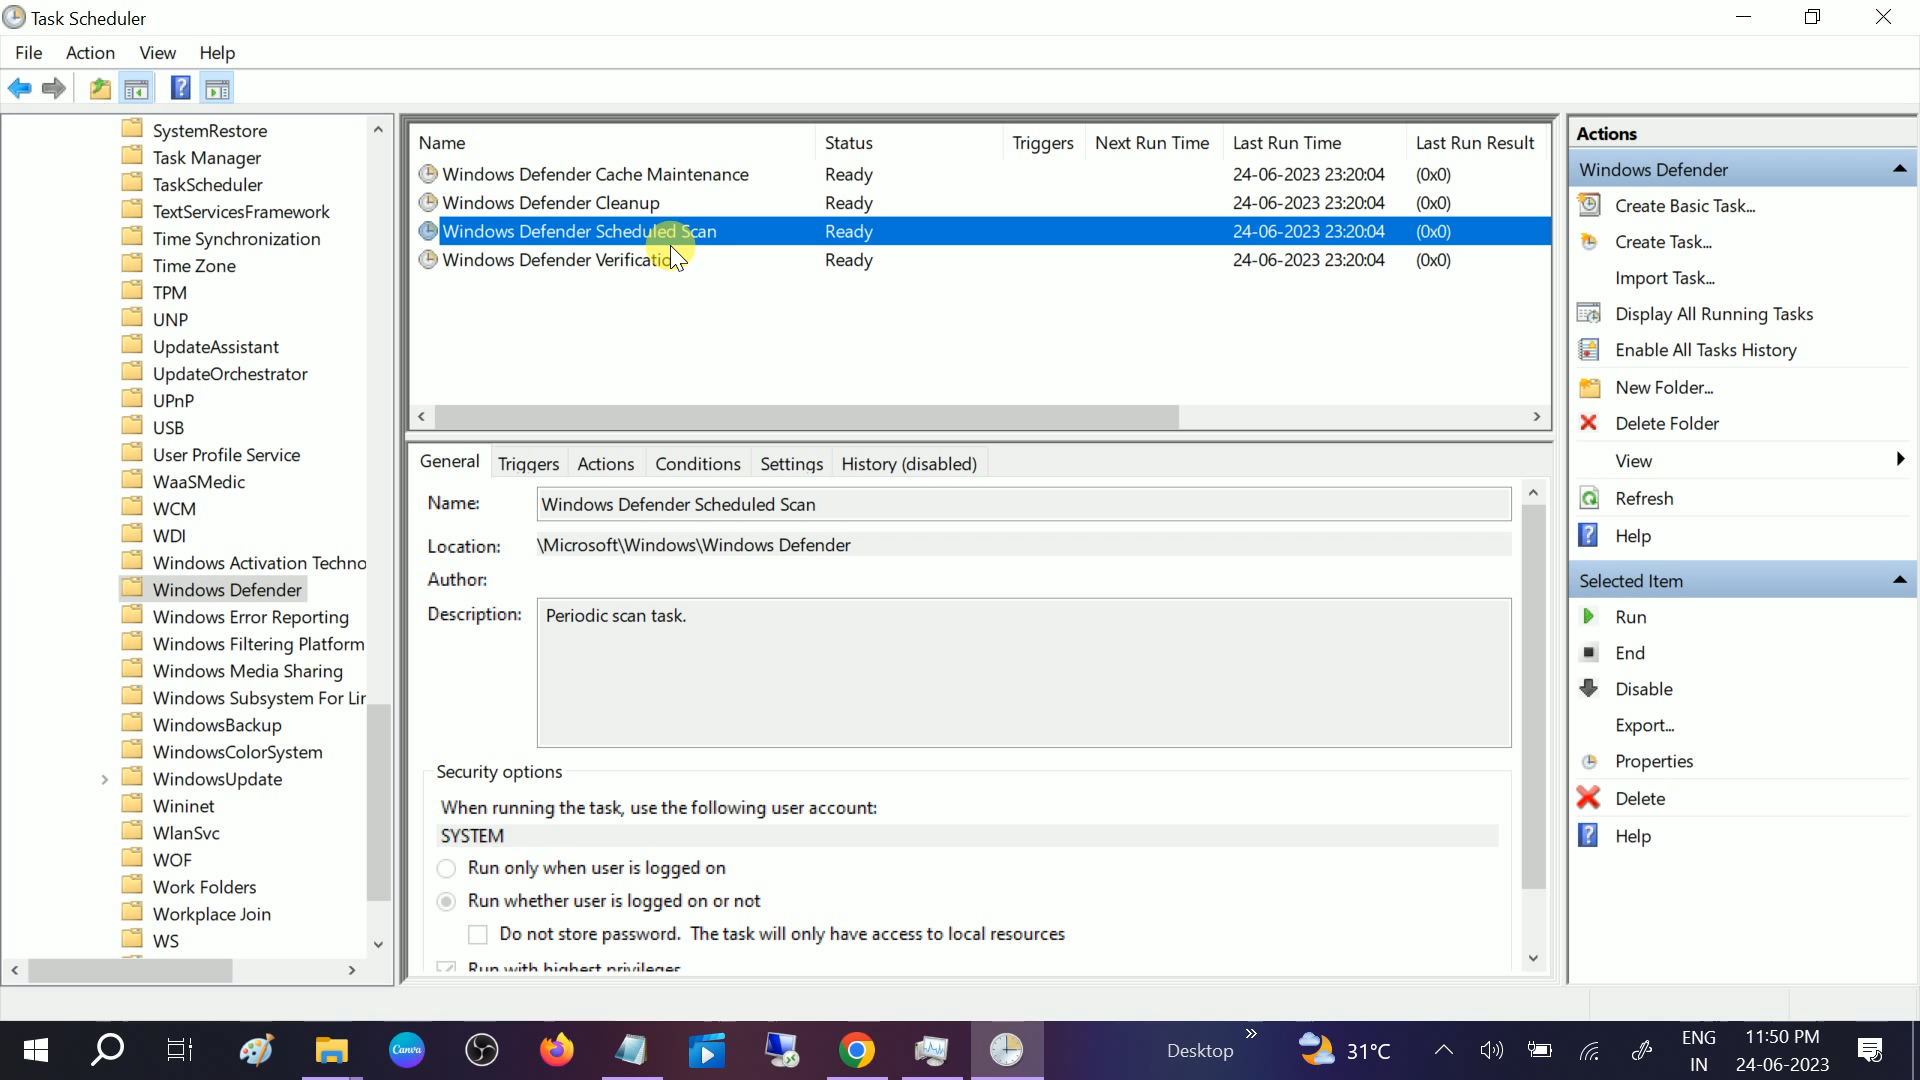 Task Scheduler
File Action View Help
SystemRestore
Task Manager
TaskScheduler
TextServicesFramework
Time Synchronization
Time Zone
TPM
UNP
UpdateAssistant
UpdateOrchestrator
UPnP
USB
User Profile Service
WaaSMedic
WCM
WDI
Windows Activation Techno
Windows Defender
Windows Error Reporting
Windows Filtering Platform
Windows Media Sharing
Windows Subsystem For Lir
WindowsBackup
WindowsColorSystem
WindowsUpdate
Wininet
WlanSvc
WOF
Work Folders
Workplace Join
WS
Name Status Triggers Next Run Time Last Run Time Last Run Result
Windows Defender Cache Maintenance Ready 24-06-2023 23:20:04 (0x0)
Windows Defender Cleanup Ready 24-06-2023 23:20:04 (0x0)
Windows Defender Scheduled Scan Ready 24-06-2023 23:20:04 (0x0)
Windows Defender Verification Ready 24-06-2023 23:20:04 (0x0)
General Triggers Actions Conditions Settings History (disabled)
Name: Windows Defender Scheduled Scan
Location: \Microsoft\Windows\Windows Defender
Author:
Description: Periodic scan task.
Security options
When running the task, use the following user account:
SYSTEM
Run only when user is logged on
Run whether user is logged on or not
Do not store password. The task will only have access to local resources
Run with highest privileges
Actions
Windows Defender
Create Basic Task...
Create Task...
Import Task...
Display All Running Tasks
Enable All Tasks History
New Folder...
Delete Folder
View
Refresh
Help
Selected Item
Run
End
Disable
Export...
Properties
Delete
Help
Canva
Desktop
31°C
ENG
IN
11:50 PM
24-06-2023